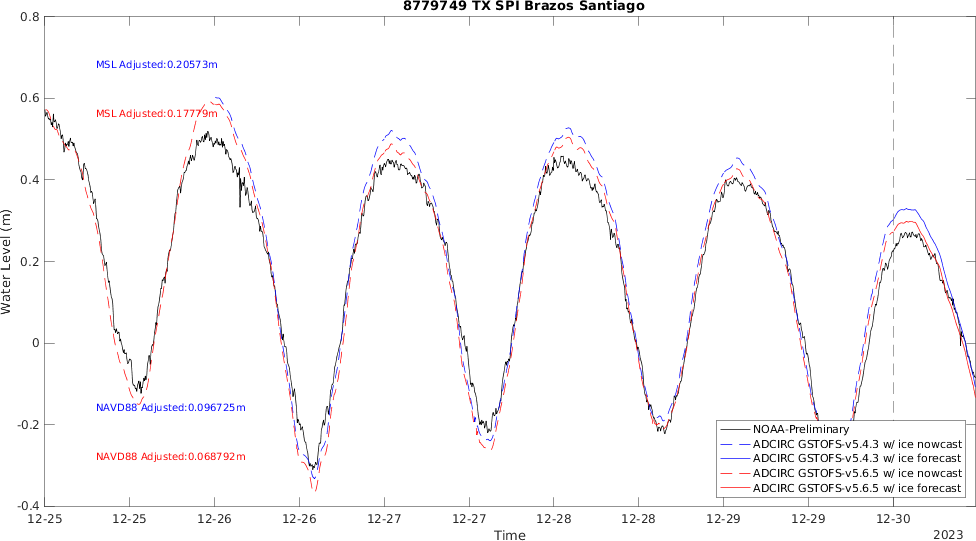 8779749 TX SPI Brazos Santiago
0.8
MSL Adjusted:0.20573m
0.6
MSL Adjusted:0.17779m
0.4
Water Level (m)
0.2
0
NAVD88 Adjusted:0.096725m
-0.2
NAVD88 Adjusted:0.068792m
-0.4
NOAA-Preliminary
ADCIRC GSTOFS-v5.4.3 w/ ice nowcast
ADCIRC GSTOFS-v5.4.3 w/ ice forecast
ADCIRC GSTOFS-v5.6.5 w/ ice nowcast
ADCIRC GSTOFS-v5.6.5 w/ ice forecast
12-25 12-25 12-26 12-26 12-27 12-27 12-28 12-28 12-29 12-29 12-30
Time
2023